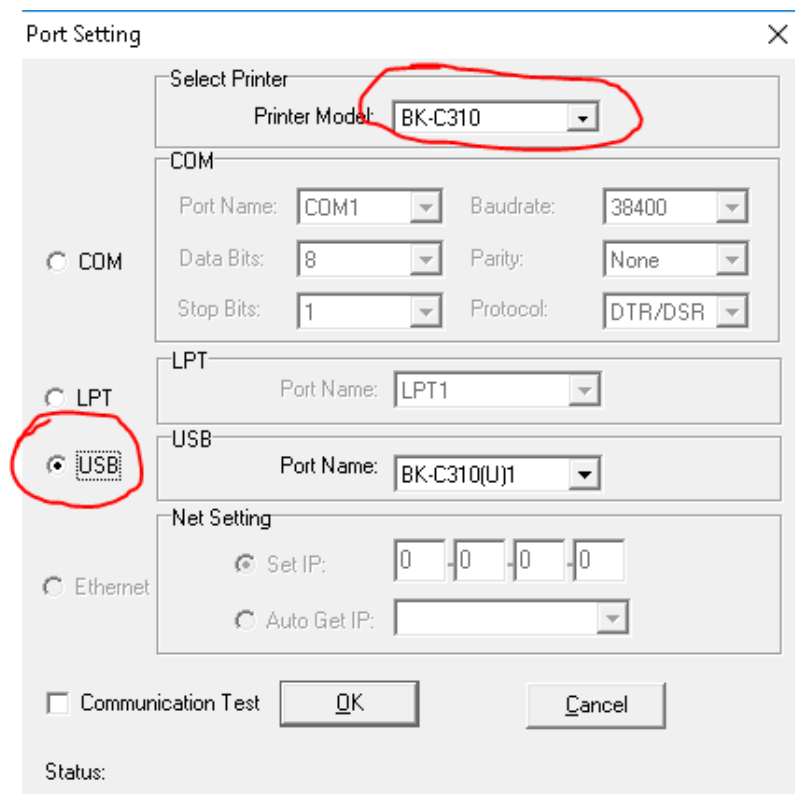 Port Setting
Select Printer
Printer Model: BK-C310
COM
Port Name: COM1 Baudrate: 38400
COM Data Bits: 8 Parity: None
Stop Bits: 1 Protocol: DTR/DSR
LPT
LPT Port Name: LPT1
USB
USB Port Name: BK-C310(U)1
Net Setting
Set IP: 0 - 0 - 0 - 0
Ethernet
Auto Get IP:
Communication Test OK Cancel
Status: